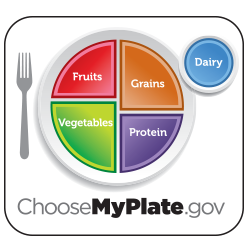 Fruits
Grains
Dairy
Vegetables
Protein
ChooseMyPlate.gov